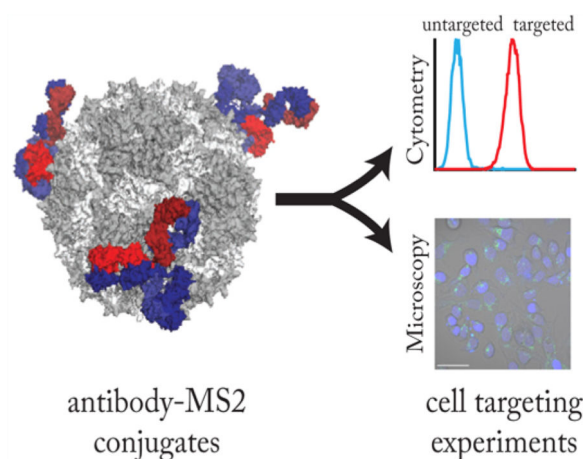 untargeted targeted
Cytometry
Microscopy
antibody-MS2
conjugates
cell targeting
experiments